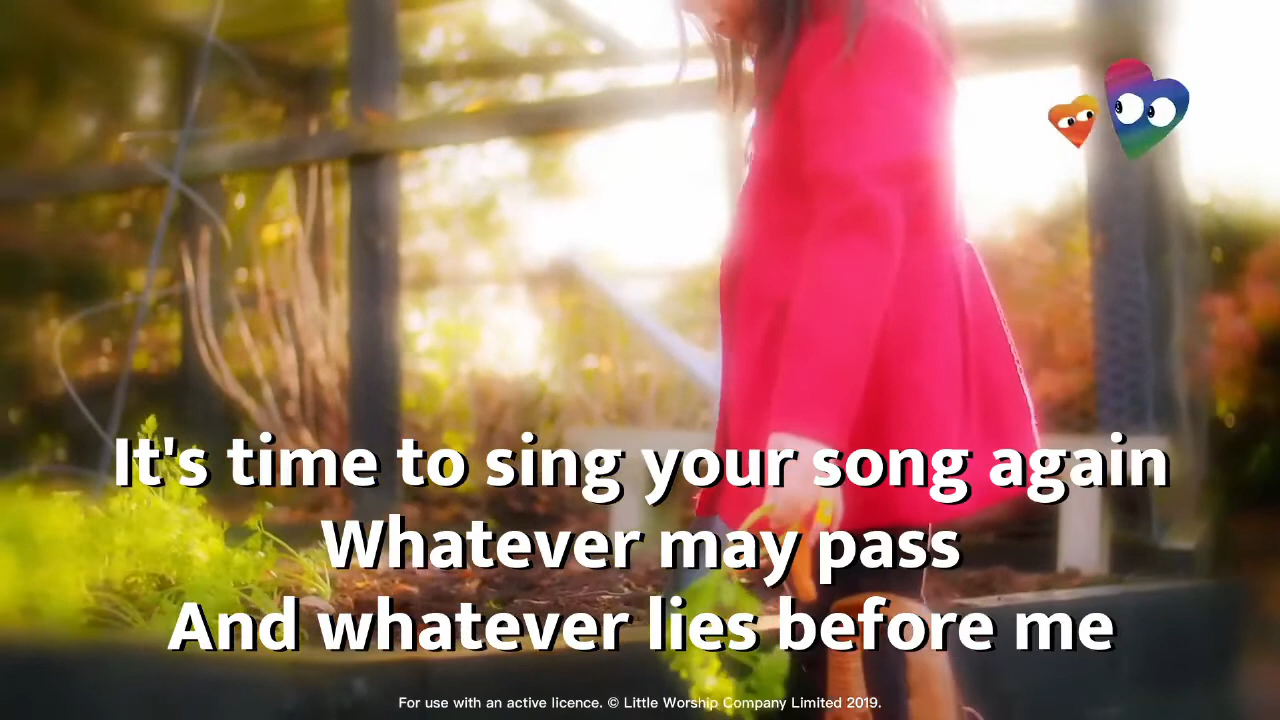 It's time to sing your song again
Whatever may pass
And whatever lies before me
For use with an active licence. © Little Worship Company Limited 2019.